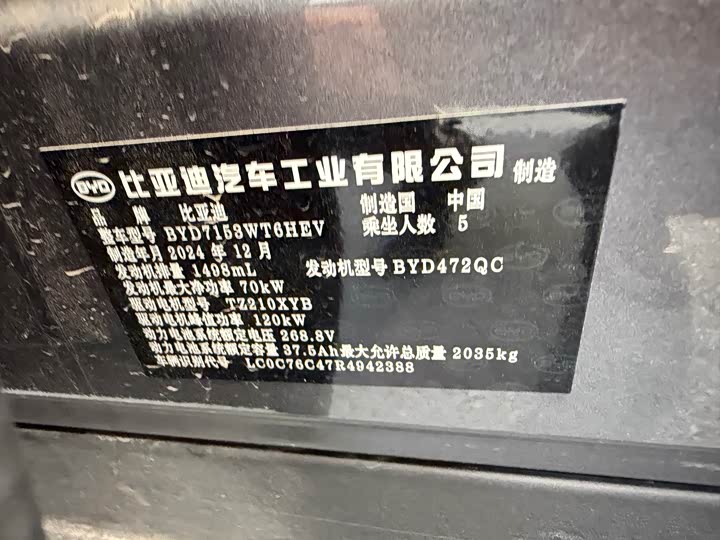 BYD 比亚迪汽车工业有限公司 制造
品牌 比亚迪 制造国 中国
整车型号 BYD7153WT6HEV 乘坐人数 5
制造年月 2024 年 12 月
发动机排量 1498mL 发动机型号 BYD472QC
发动机最大净功率 70kW
驱动电机型号 TZ210XYB
驱动电机峰值功率 120kW
动力电池系统额定电压 268.8V
动力电池系统额定容量 37.5Ah 最大允许总质量 2035kg
车辆识别代号 LC0C76C47R4942388